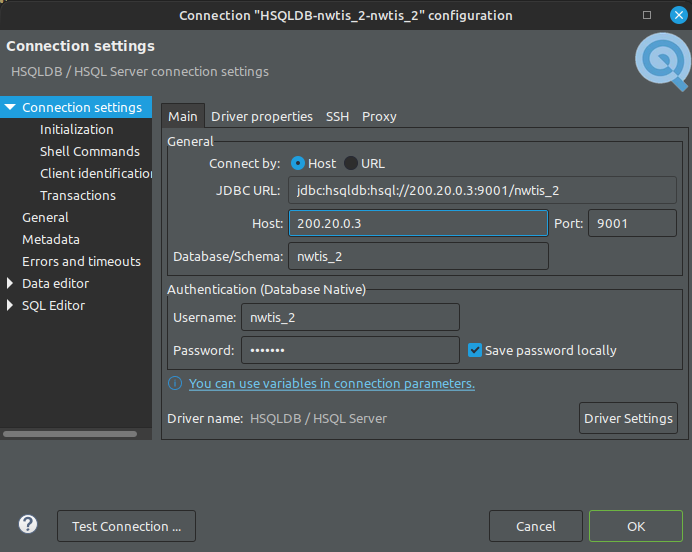 Connection "HSQLDB-nwtis_2-nwtis_2" configuration
Connection settings
HSQLDB / HSQL Server connection settings
Connection settings
Initialization
Shell Commands
Client identification
Transactions
General
Metadata
Errors and timeouts
Data editor
SQL Editor
Main Driver properties SSH Proxy
General
Connect by: Host URL
JDBC URL: jdbc:hsqldb:hsql://200.20.0.3:9001/nwtis_2
Host: 200.20.0.3 Port: 9001
Database/Schema: nwtis_2
Authentication (Database Native)
Username: nwtis_2
Password: ••••••• Save password locally
You can use variables in connection parameters.
Driver name: HSQLDB / HSQL Server Driver Settings
? Test Connection ... Cancel OK